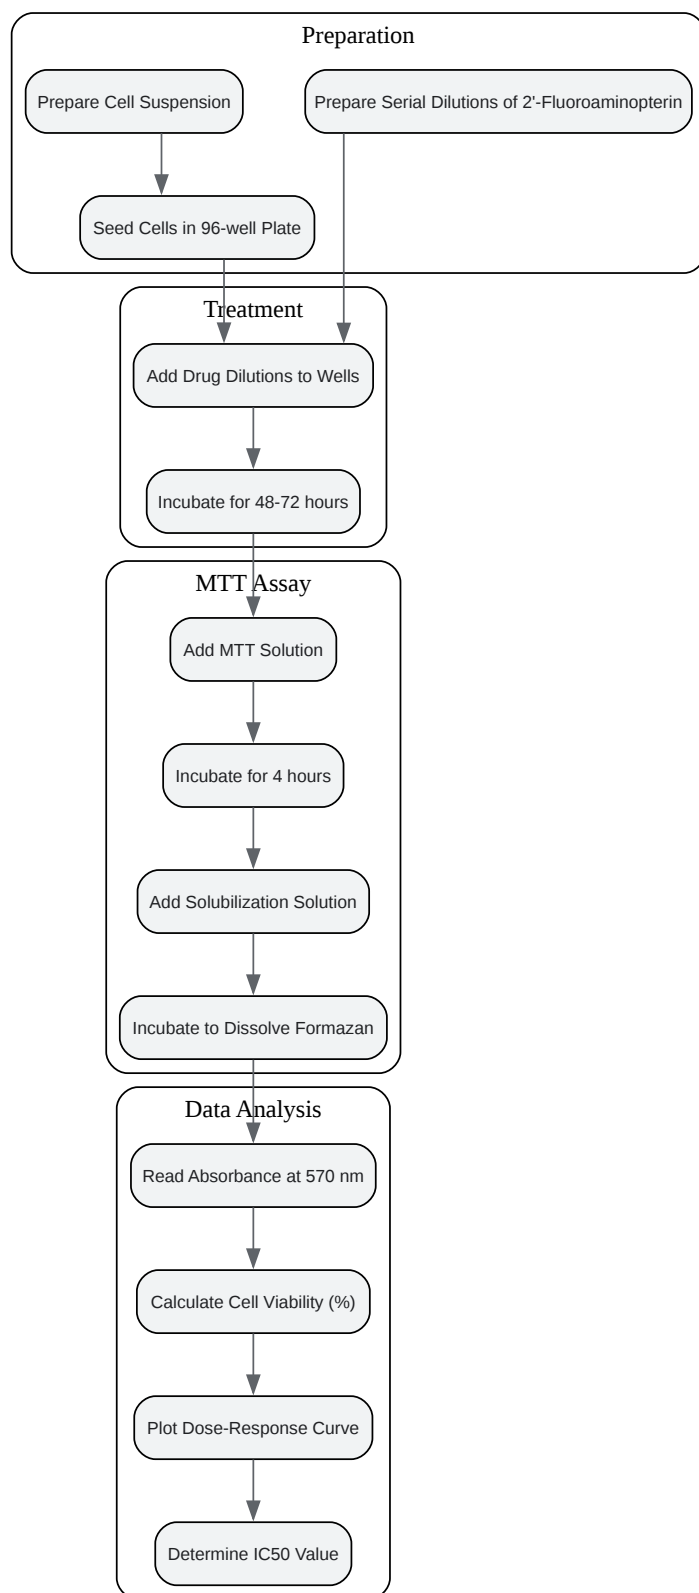 Preparation
Prepare Cell Suspension
Prepare Serial Dilutions of 2'-Fluoroaminopterin
Seed Cells in 96-well Plate
Treatment
Add Drug Dilutions to Wells
Incubate for 48-72 hours
MTT Assay
Add MTT Solution
Incubate for 4 hours
Add Solubilization Solution
Incubate to Dissolve Formazan
Data Analysis
Read Absorbance at 570 nm
Calculate Cell Viability (%)
Plot Dose-Response Curve
Determine IC50 Value